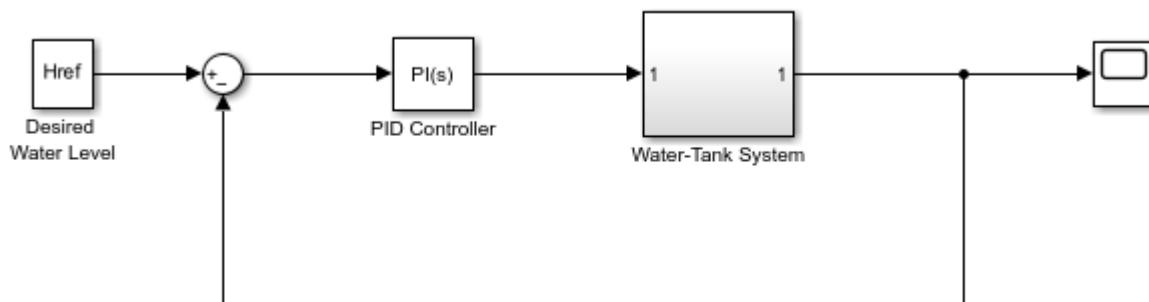 Href
+
−
PI(s)
1
1
Desired
Water Level
PID Controller
Water-Tank System